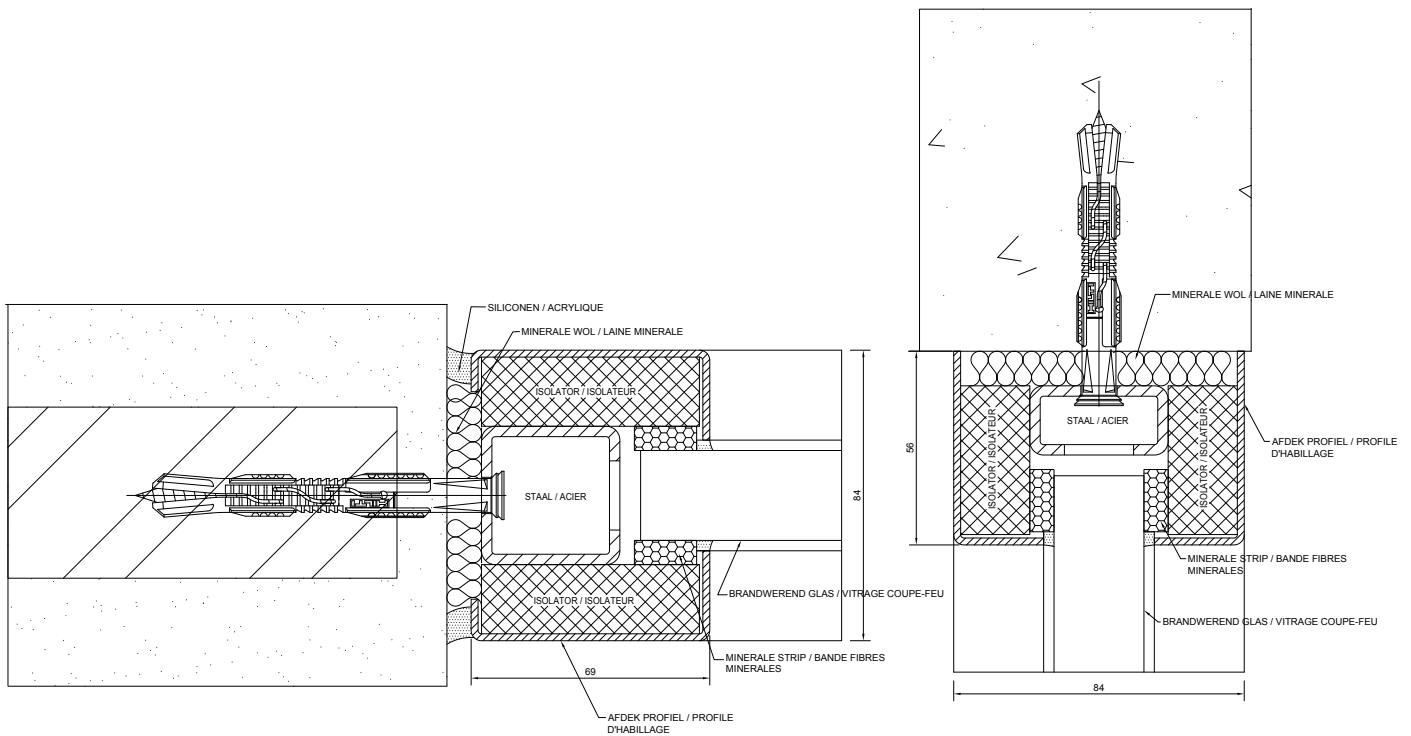 SILICONEN / ACRYLIQUE
MINERALE WOL / LAINE MINERALE
ISOLATOR / ISOLATEUR
STAAL / ACIER
ISOLATOR / ISOLATEUR
84
BRANDWEREND GLAS / VITRAGE COUPE-FEU
MINERALE STRIP / BANDE FIBRES
MINERALES
69
AFDEK PROFIEL / PROFILE
D'HABILLAGE
MINERALE WOL / LAINE MINERALE
56
ISOLATOR / ISOLATEUR
STAAL / ACIER
ISOLATOR / ISOLATEUR
AFDEK PROFIEL / PROFILE
D'HABILLAGE
MINERALE STRIP / BANDE FIBRES
MINERALES
BRANDWEREND GLAS / VITRAGE COUPE-FEU
84